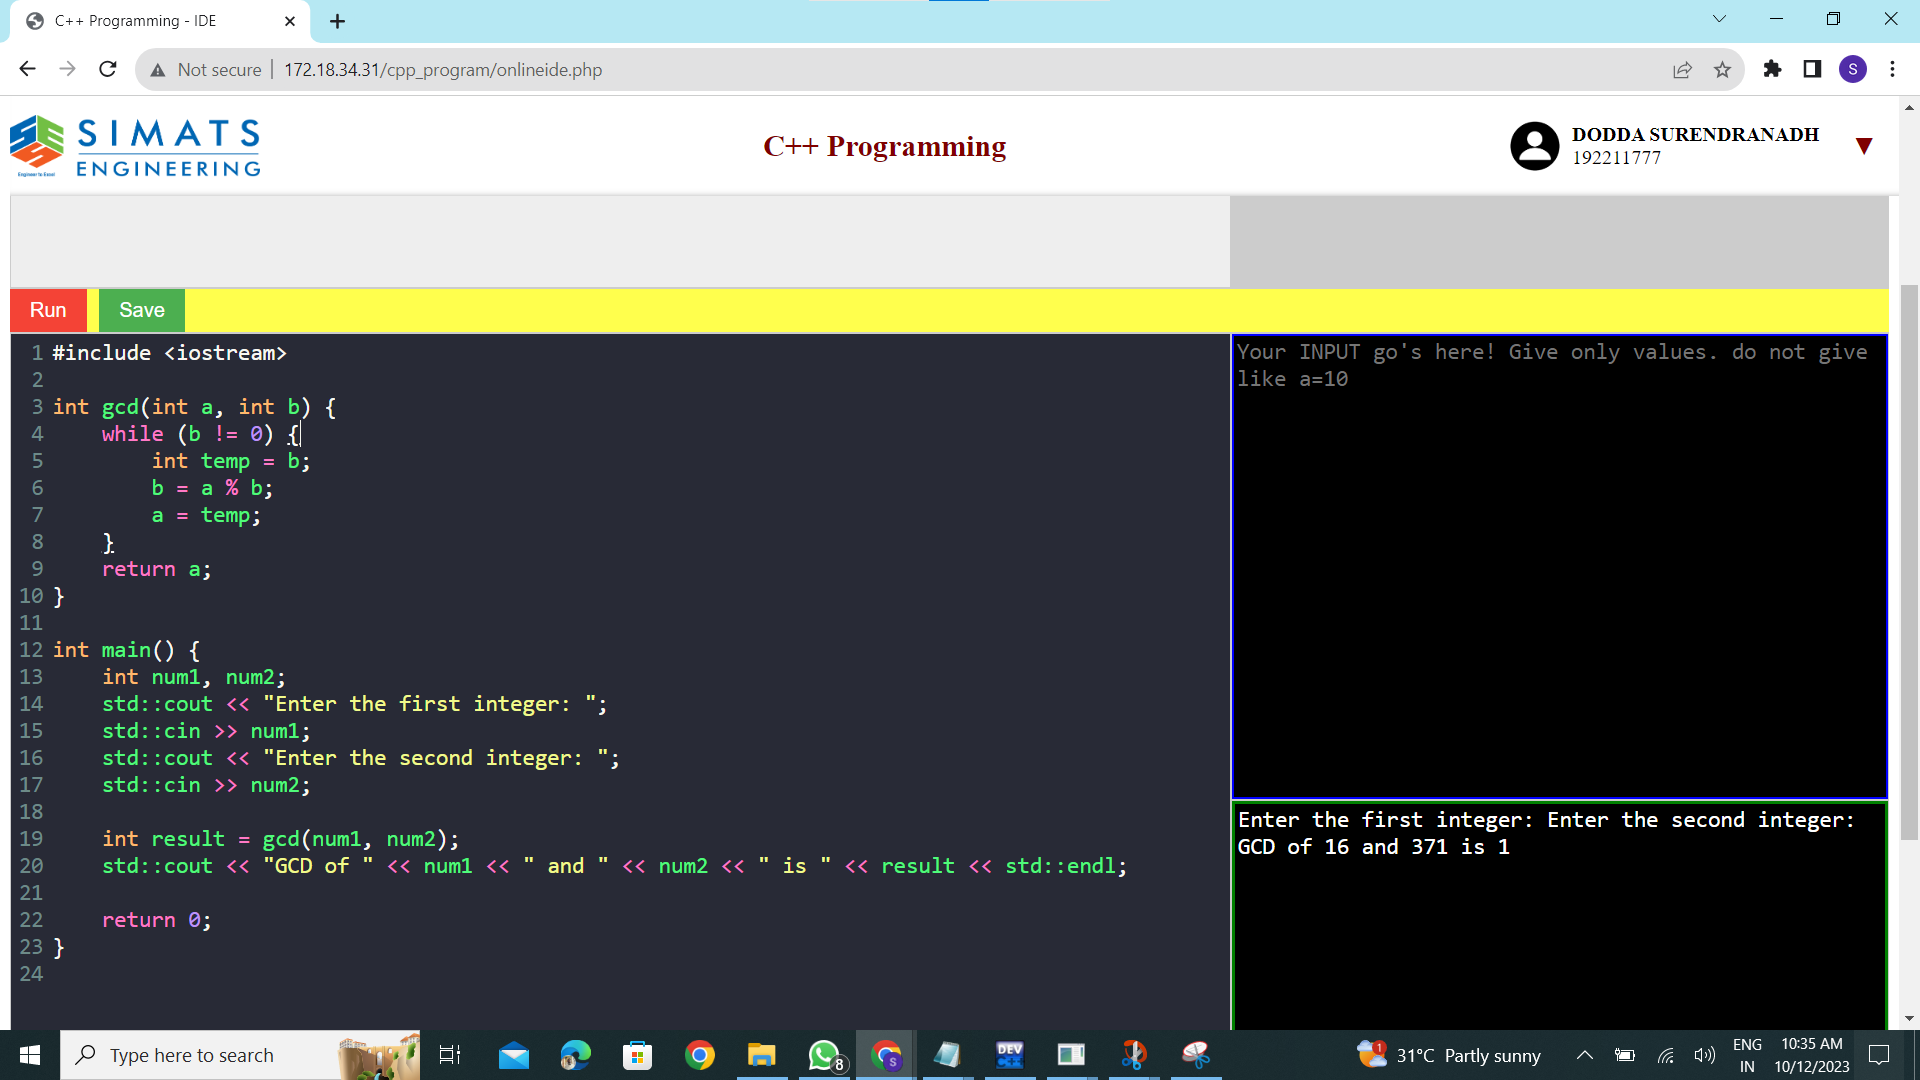 C++ Programming - IDE
Not secure
172.18.34.31/cpp_program/onlineide.php
S
SIMATS
ENGINEERING
Engineer to Excel
C++ Programming
DODDA SURENDRANADH
192211777
Run
Save
1 #include <iostream>
2
3 int gcd(int a, int b) {
4     while (b != 0) {
5         int temp = b;
6         b = a % b;
7         a = temp;
8     }
9     return a;
10 }
11
12 int main() {
13     int num1, num2;
14     std::cout << "Enter the first integer: ";
15     std::cin >> num1;
16     std::cout << "Enter the second integer: ";
17     std::cin >> num2;
18
19     int result = gcd(num1, num2);
20     std::cout << "GCD of " << num1 << " and " << num2 << " is " << result << std::endl;
21
22     return 0;
23 }
24
Your INPUT go's here! Give only values. do not give
like a=10
Enter the first integer: Enter the second integer:
GCD of 16 and 371 is 1
Type here to search
8
S
DEV
C++
1
31°C Partly sunny
ENG
IN
10:35 AM
10/12/2023